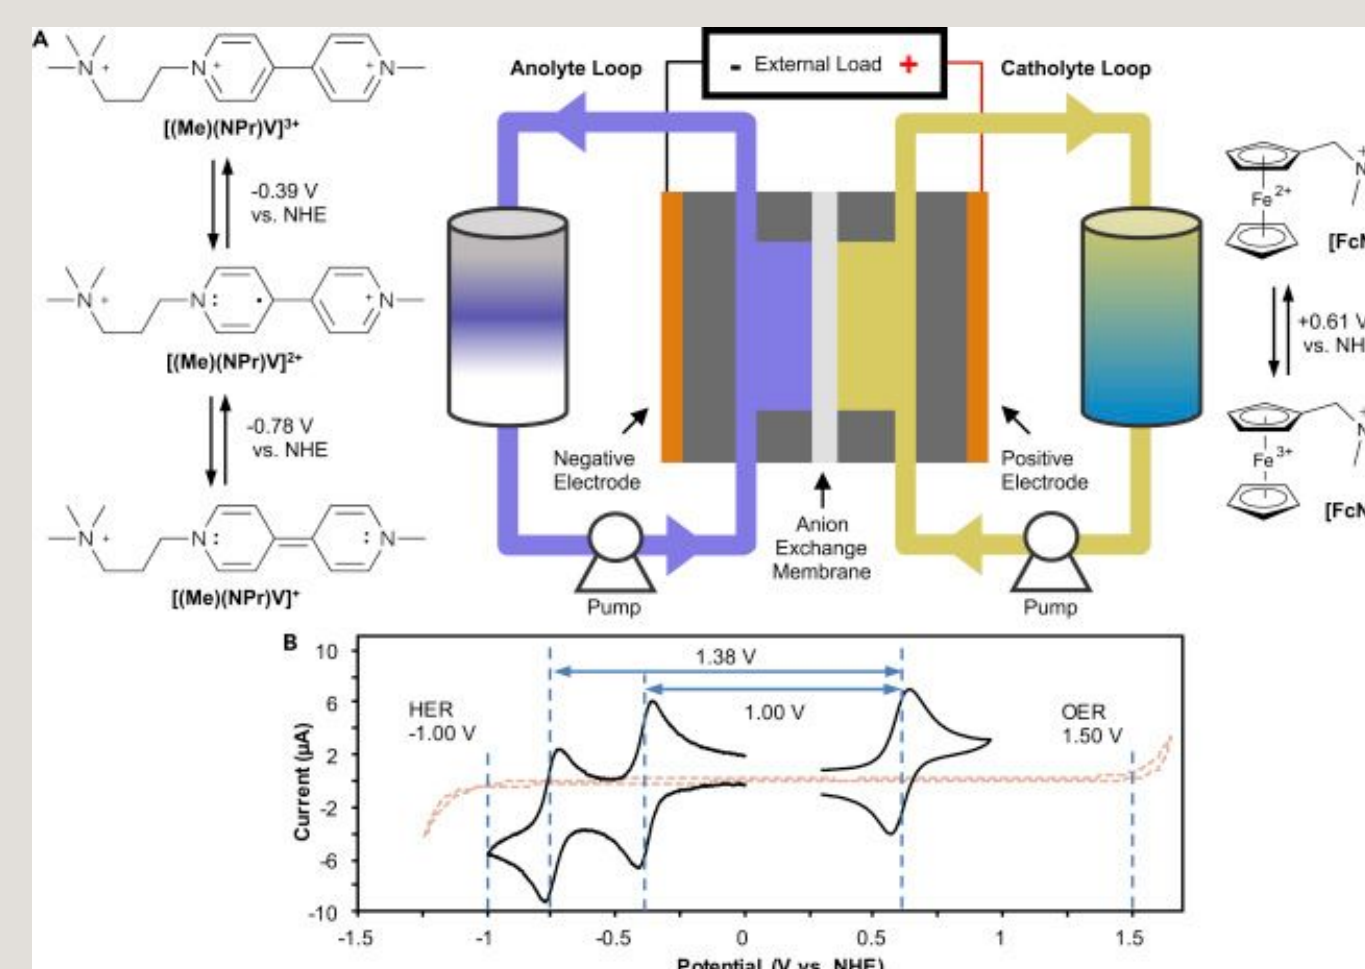 A
N +
N +
+ N
[(Me)(NPr)V]3+
-0.39 V
vs. NHE
N +
N :
+ N
[(Me)(NPr)V]2+
-0.78 V
vs. NHE
N +
N :
: N
[(Me)(NPr)V]+
Anolyte Loop
- External Load +
Catholyte Loop
Negative
Electrode
Positive
Electrode
Anion
Exchange
Membrane
Pump
Pump
+
N
Fe2+
+0.61
vs.
+
N
Fe3+
B
1.38 V
1.00 V
HER
-1.00 V
OER
1.50 V
Current (µA)
10
6
2
-2
-6
-10
-1.5
-1
-0.5
0
0.5
1
1.5
Potential (V vs. NHE)